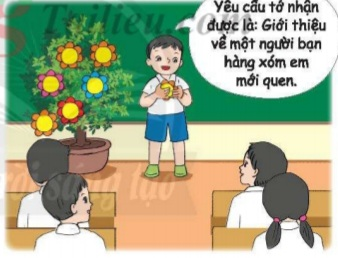 Yêu cầu tớ nhận
được là: Giới thiệu
về một người bạn
hàng xóm em
mới quen.